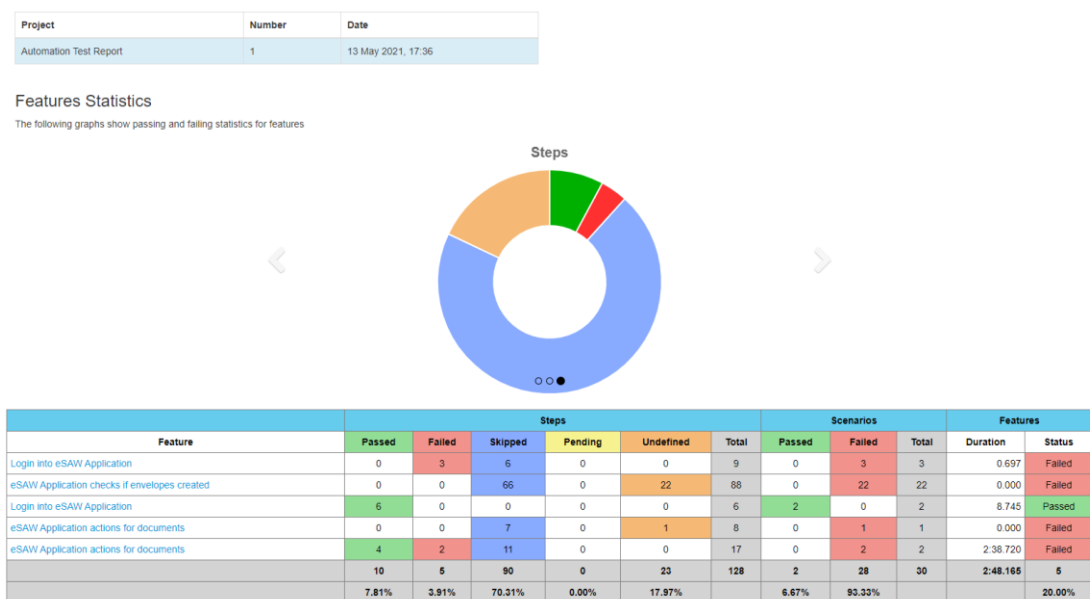 Project Number Date
Automation Test Report 1 13 May 2021, 17:36
Features Statistics
The following graphs show passing and failing statistics for features
Steps
Steps Scenarios Features
Feature Passed Failed Skipped Pending Undefined Total Passed Failed Total Duration Status
Login into eSAW Application 0 3 6 0 0 9 0 3 3 0.697 Failed
eSAW Application checks if envelopes created 0 0 66 0 22 88 0 22 22 0.000 Failed
Login into eSAW Application 6 0 0 0 0 6 2 0 2 8.745 Passed
eSAW Application actions for documents 0 0 7 0 1 8 0 1 1 0.000 Failed
eSAW Application actions for documents 4 2 11 0 0 17 0 2 2 2:38.720 Failed
10 5 90 0 23 128 2 28 30 2:48.165 5
7.81% 3.91% 70.31% 0.00% 17.97% 6.67% 93.33% 20.00%